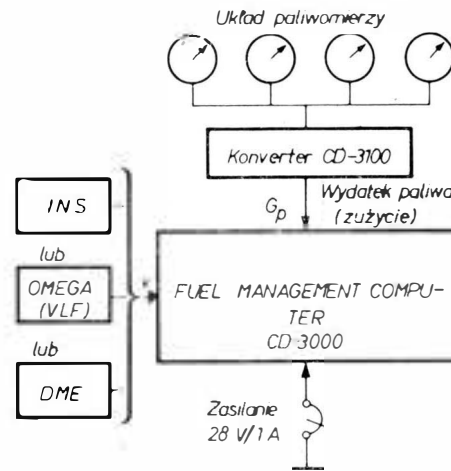 Układ paliwomierzy
Konverter CD-3100
Wydatek paliwa
(zużycie)
Gp
INS
lub
OMEGA
(VLF)
lub
DME
FUEL MANAGEMENT COMPU-
TER
CD-3000
Zasilanie
28 V/1 A